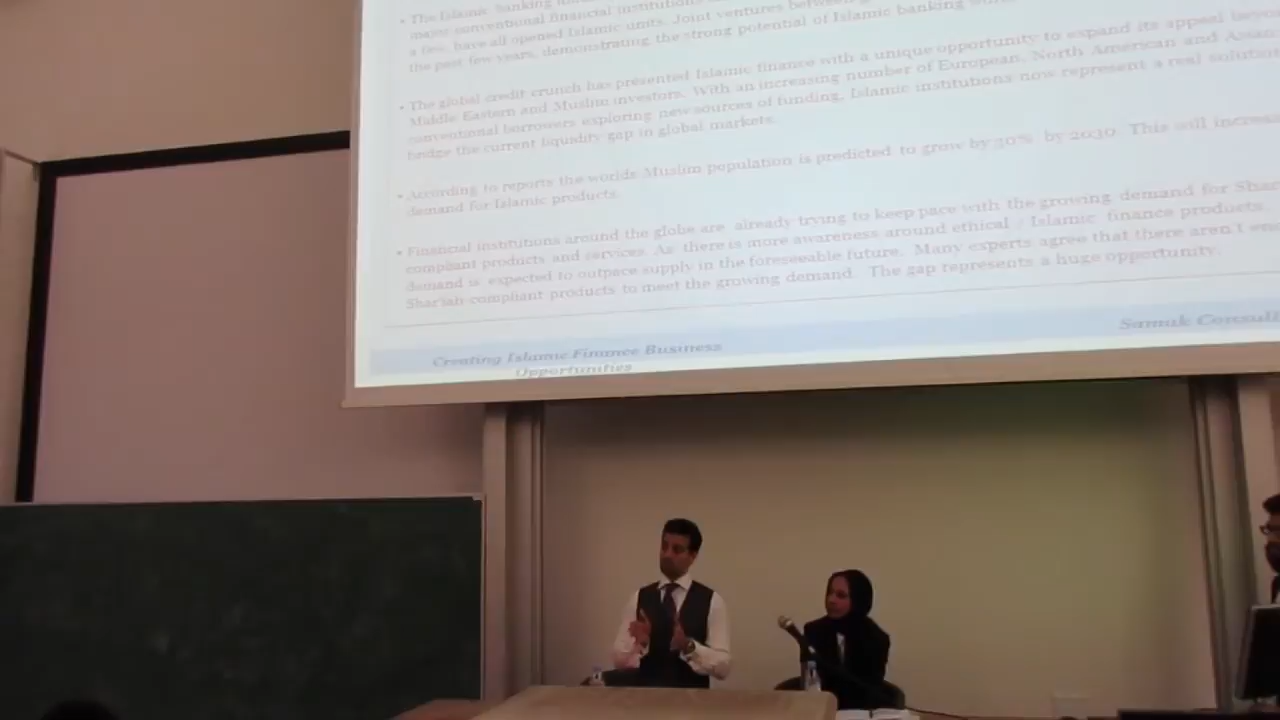 • The Islamic banking
major conventional financial institutions
a few, have all opened Islamic units. Joint ventures between
the past few years, demonstrating the strong potential of Islamic banking
• The global credit crunch has presented Islamic finance with a unique opportunity to expand its appeal
Middle Eastern and Muslim investors. With an increasing number of European, North American and Asian
conventional borrowers exploring new sources of funding, Islamic institutions now represent a real solution
bridge the current liquidity gap in global markets.
• According to reports the worlds Muslim population is predicted to grow by 30% by 2030. This will increase
demand for Islamic products.
• Financial institutions around the globe are already trying to keep pace with the growing demand for Shar
compliant products and services. As there is more awareness around ethical / Islamic finance products,
demand is expected to outpace supply in the foreseeable future. Many experts agree that there aren't en
Shar'iah compliant products to meet the growing demand. The gap represents a huge opportunity.
Creating Islamic Finance Business
Opportunities
Samak Consul